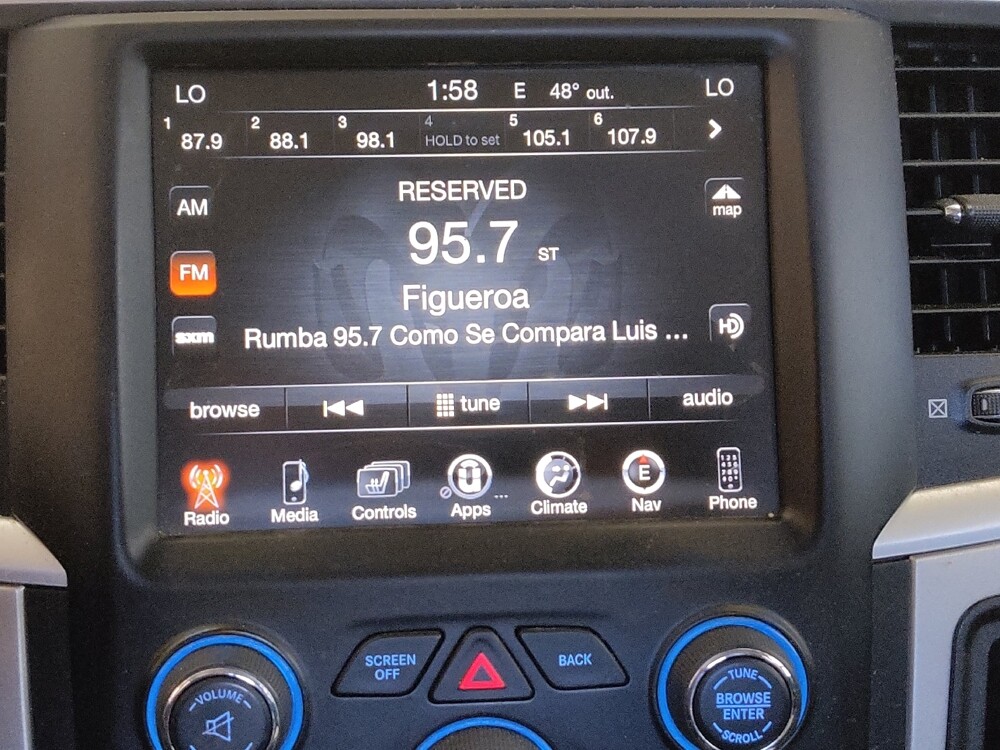 LO 1:58 E 48° out. LO
1 87.9 2 88.1 3 98.1 4 HOLD to set 5 105.1 6 107.9
RESERVED
AM
map
95.7 ST
FM
Figueroa
sxm
Rumba 95.7 Como Se Compara Luis ...
HD
browse tune audio
E
Radio Media Controls Apps ... Climate Nav Phone
SCREEN
OFF
BACK
VOLUME
TUNE
BROWSE
ENTER
SCROLL